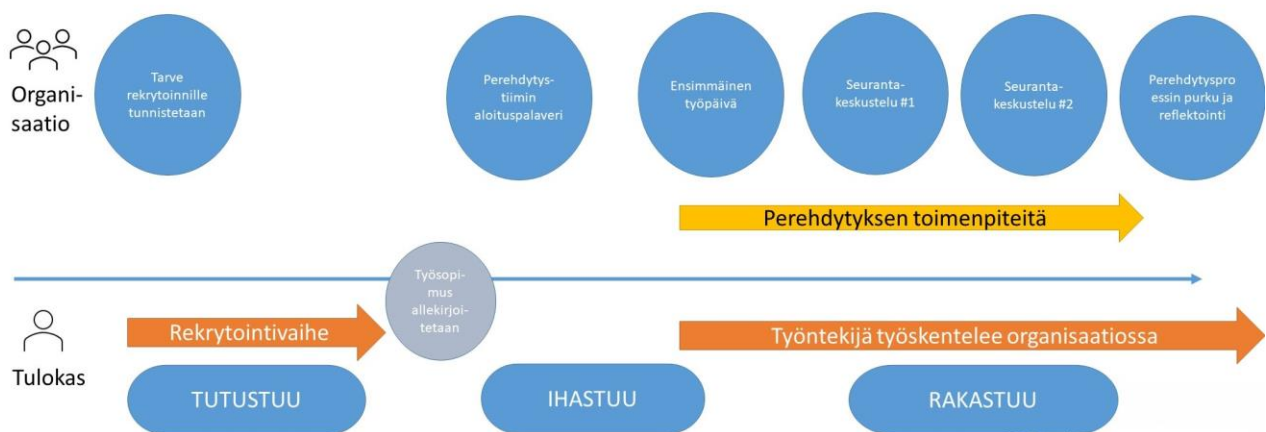 Organi-
saatio
Tarve
rekrytoinnille
tunnistetaan
Perehdytys-
tiimin
aloituspalaveri
Ensimmäinen
työpäivä
Seuranta-
keskustelu #1
Seuranta-
keskustelu #2
Perehdytyspro
essin purku ja
reflektointi
Perehdytyksen toimenpiteitä
Työsopi-
mus
allekirjoi-
tetaan
Tulokas
Rekrytointivaihe
Työntekijä työskentelee organisaatiossa
TUTUSTUU
IHASTUU
RAKASTUU